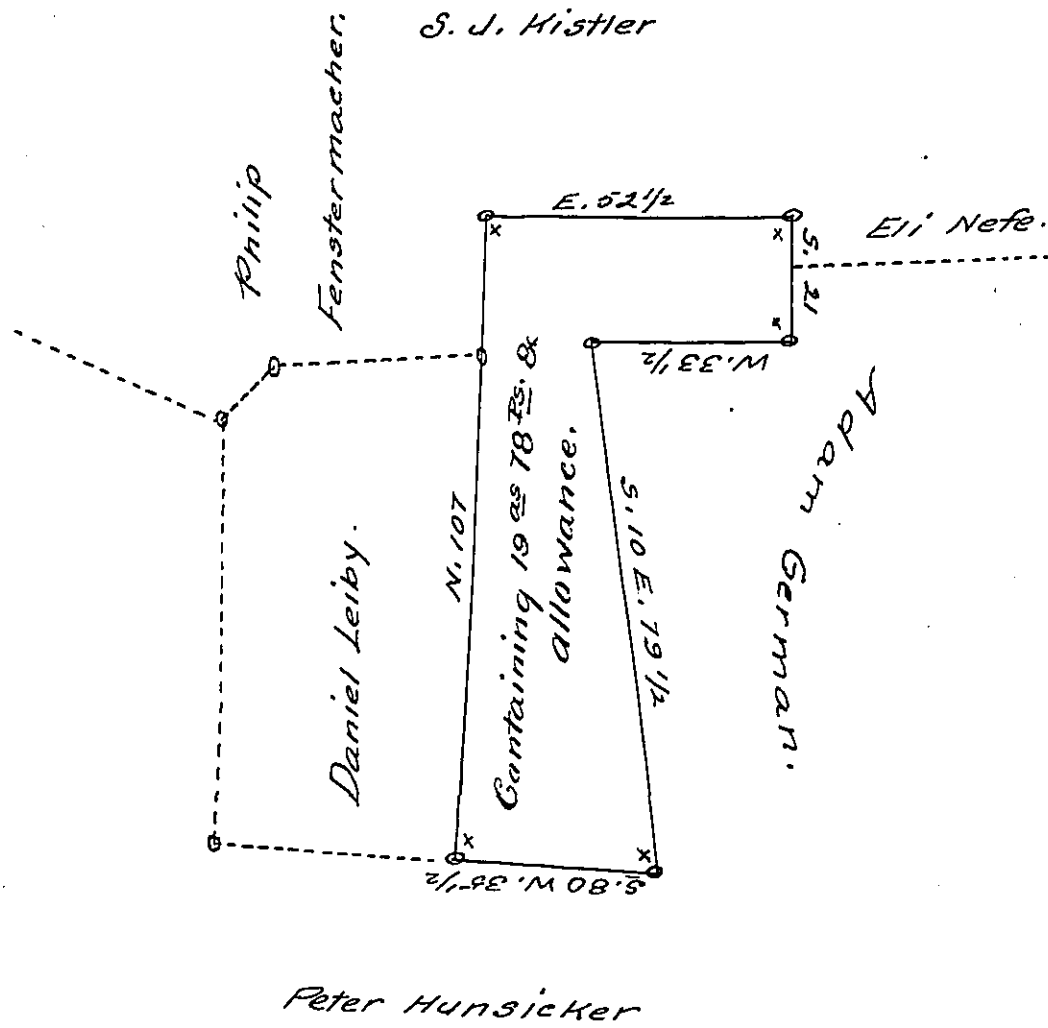 S. J. Kistler
Philip
Fenstermacher.
E. 52 1/2
S. 21
Eli Nefe.
W. 33 1/2
Adam German.
N. 107
Containing 19 as 78 Ps. &
allowance.
S. 10 E. 79 1/2
Daniel Leiby.
S. 80 W. 35 1/2
Peter Hunsicker